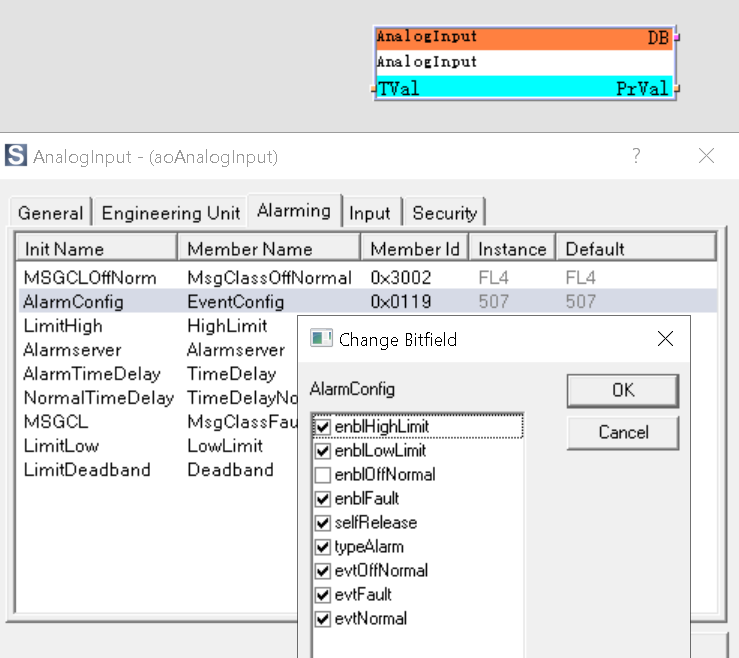 AnalogInput DB
AnalogInput
TVal PrVal
S AnalogInput - (aoAnalogInput) ?
General Engineering Unit Alarming Input Security
Init Name Member Name Member Id Instance Default
MSGCLOffNorm MsgClassOffNormal 0x3002 FL4 FL4
AlarmConfig EventConfig 0x0119 507 507
LimitHigh HighLimit
Alarmserver Alarmserver
AlarmTimeDelay TimeDelay
NormalTimeDelay TimeDelayNo
MSGCL MsgClassFau
LimitLow LowLimit
LimitDeadband Deadband
Change Bitfield
AlarmConfig
OK
Cancel
enblHighLimit
enblLowLimit
enblOffNormal
enblFault
selfRelease
typeAlarm
evtOffNormal
evtFault
evtNormal